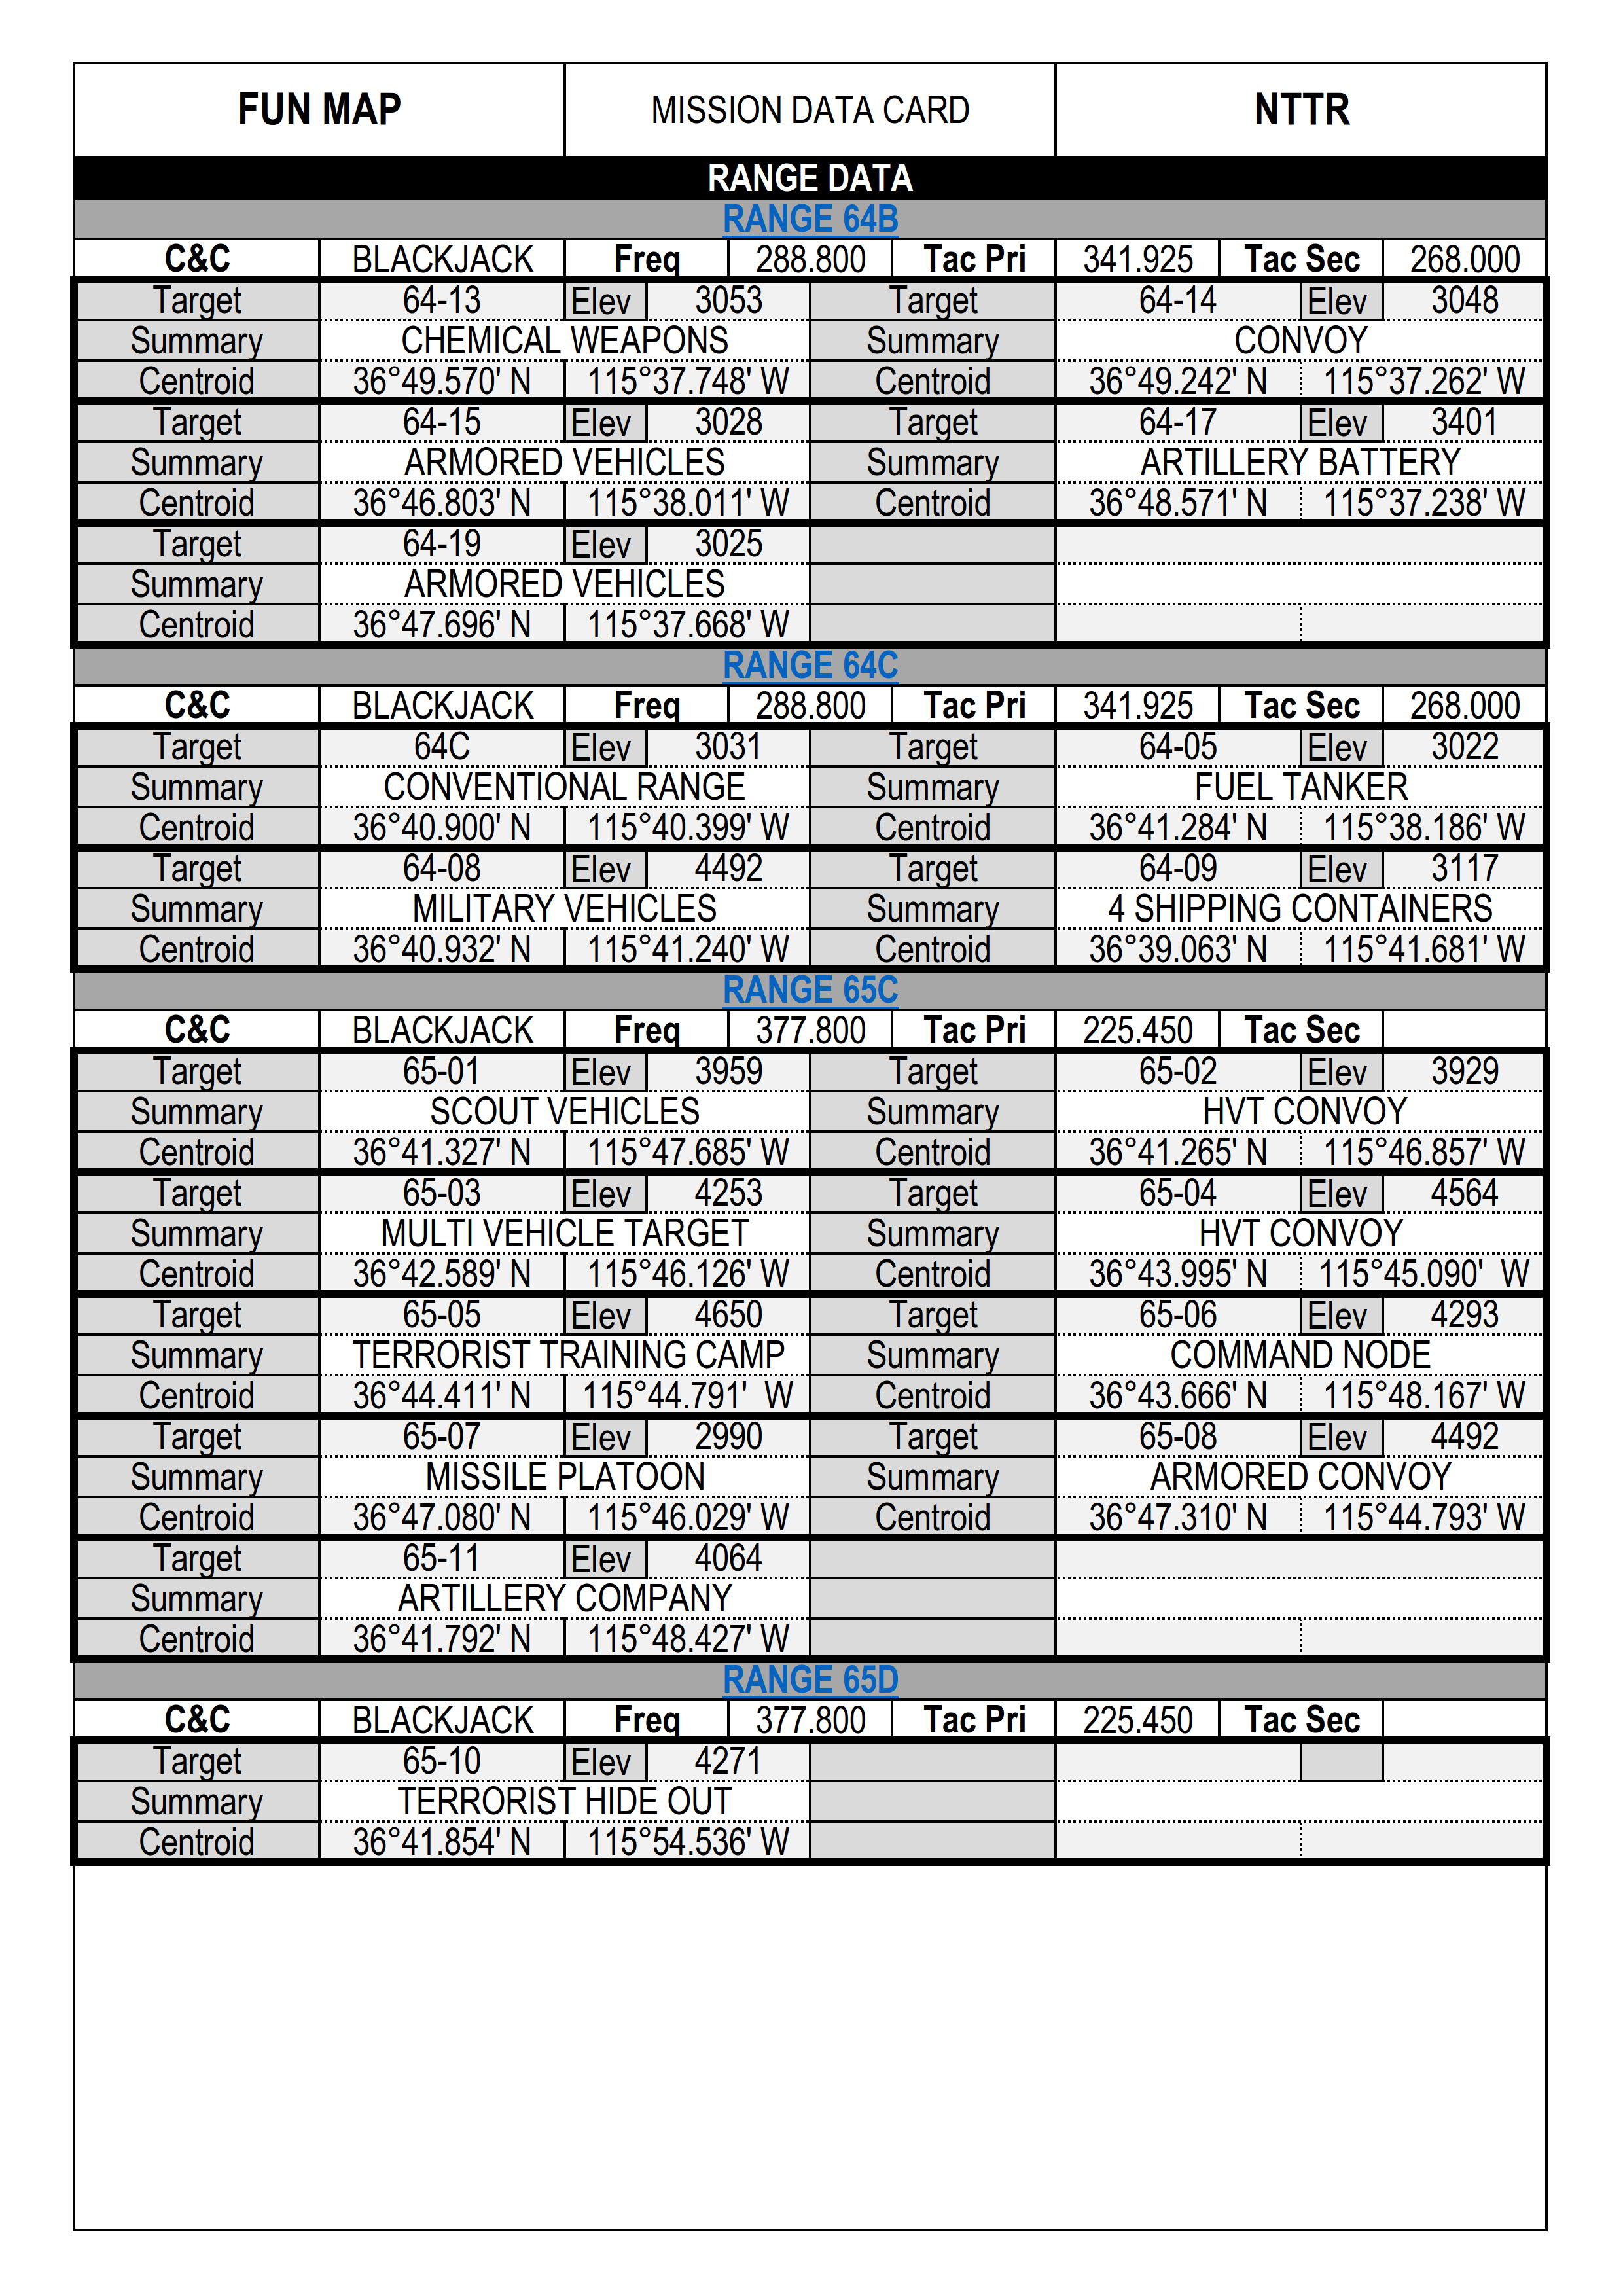 FUN MAP MISSION DATA CARD NTTR
RANGE DATA
RANGE 64B
C&C BLACKJACK Freq 288.800 Tac Pri 341.925 Tac Sec 268.000
Target 64-13 Elev 3053 Target 64-14 Elev 3048
Summary CHEMICAL WEAPONS Summary CONVOY
Centroid 36°49.570' N 115°37.748' W Centroid 36°49.242' N 115°37.262' W
Target 64-15 Elev 3028 Target 64-17 Elev 3401
Summary ARMORED VEHICLES Summary ARTILLERY BATTERY
Centroid 36°46.803' N 115°38.011' W Centroid 36°48.571' N 115°37.238' W
Target 64-19 Elev 3025
Summary ARMORED VEHICLES
Centroid 36°47.696' N 115°37.668' W
RANGE 64C
C&C BLACKJACK Freq 288.800 Tac Pri 341.925 Tac Sec 268.000
Target 64C Elev 3031 Target 64-05 Elev 3022
Summary CONVENTIONAL RANGE Summary FUEL TANKER
Centroid 36°40.900' N 115°40.399' W Centroid 36°41.284' N 115°38.186' W
Target 64-08 Elev 4492 Target 64-09 Elev 3117
Summary MILITARY VEHICLES Summary 4 SHIPPING CONTAINERS
Centroid 36°40.932' N 115°41.240' W Centroid 36°39.063' N 115°41.681' W
RANGE 65C
C&C BLACKJACK Freq 377.800 Tac Pri 225.450 Tac Sec
Target 65-01 Elev 3959 Target 65-02 Elev 3929
Summary SCOUT VEHICLES Summary HVT CONVOY
Centroid 36°41.327' N 115°47.685' W Centroid 36°41.265' N 115°46.857' W
Target 65-03 Elev 4253 Target 65-04 Elev 4564
Summary MULTI VEHICLE TARGET Summary HVT CONVOY
Centroid 36°42.589' N 115°46.126' W Centroid 36°43.995' N 115°45.090' W
Target 65-05 Elev 4650 Target 65-06 Elev 4293
Summary TERRORIST TRAINING CAMP Summary COMMAND NODE
Centroid 36°44.411' N 115°44.791' W Centroid 36°43.666' N 115°48.167' W
Target 65-07 Elev 2990 Target 65-08 Elev 4492
Summary MISSILE PLATOON Summary ARMORED CONVOY
Centroid 36°47.080' N 115°46.029' W Centroid 36°47.310' N 115°44.793' W
Target 65-11 Elev 4064
Summary ARTILLERY COMPANY
Centroid 36°41.792' N 115°48.427' W
RANGE 65D
C&C BLACKJACK Freq 377.800 Tac Pri 225.450 Tac Sec
Target 65-10 Elev 4271
Summary TERRORIST HIDE OUT
Centroid 36°41.854' N 115°54.536' W